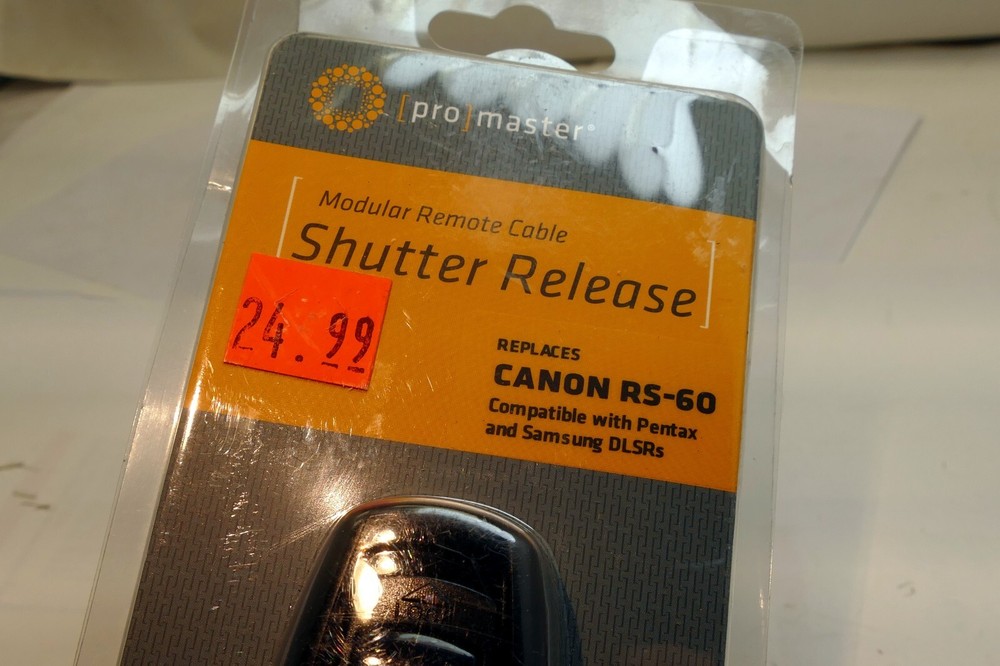 [pro]master®
Modular Remote Cable
Shutter Release
24.99
REPLACES
CANON RS-60
Compatible with Pentax
and Samsung DLSRs